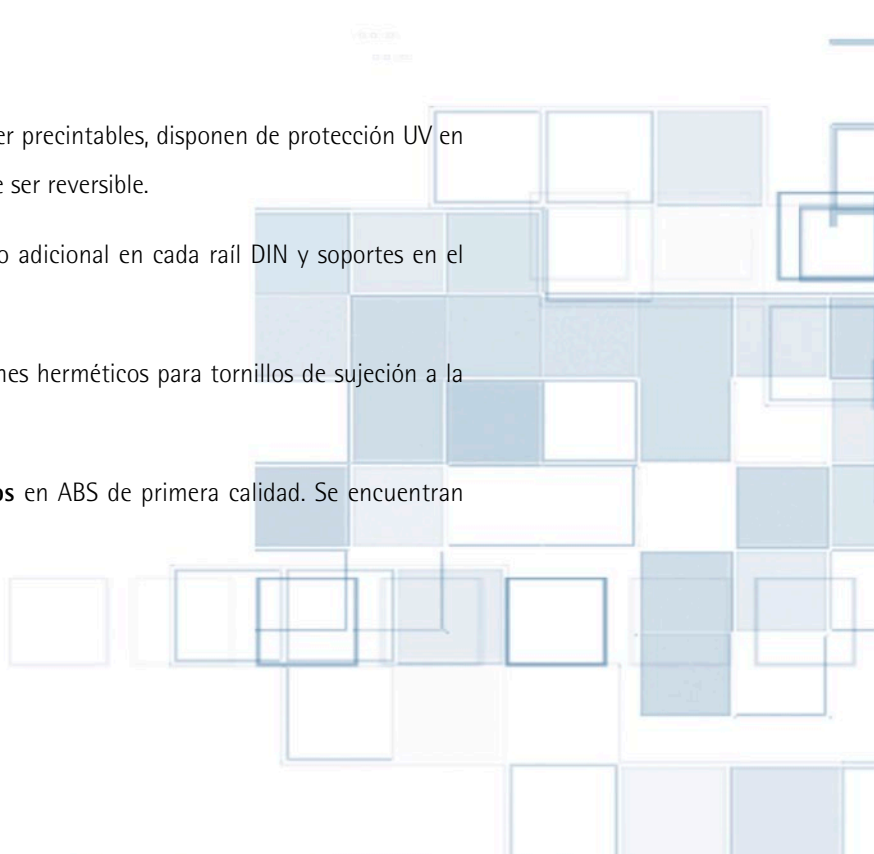 er precintables, disponen de protección UV en
e ser reversible.
o adicional en cada raíl DIN y soportes en el
nes herméticos para tornillos de sujeción a la
os en ABS de primera calidad. Se encuentran